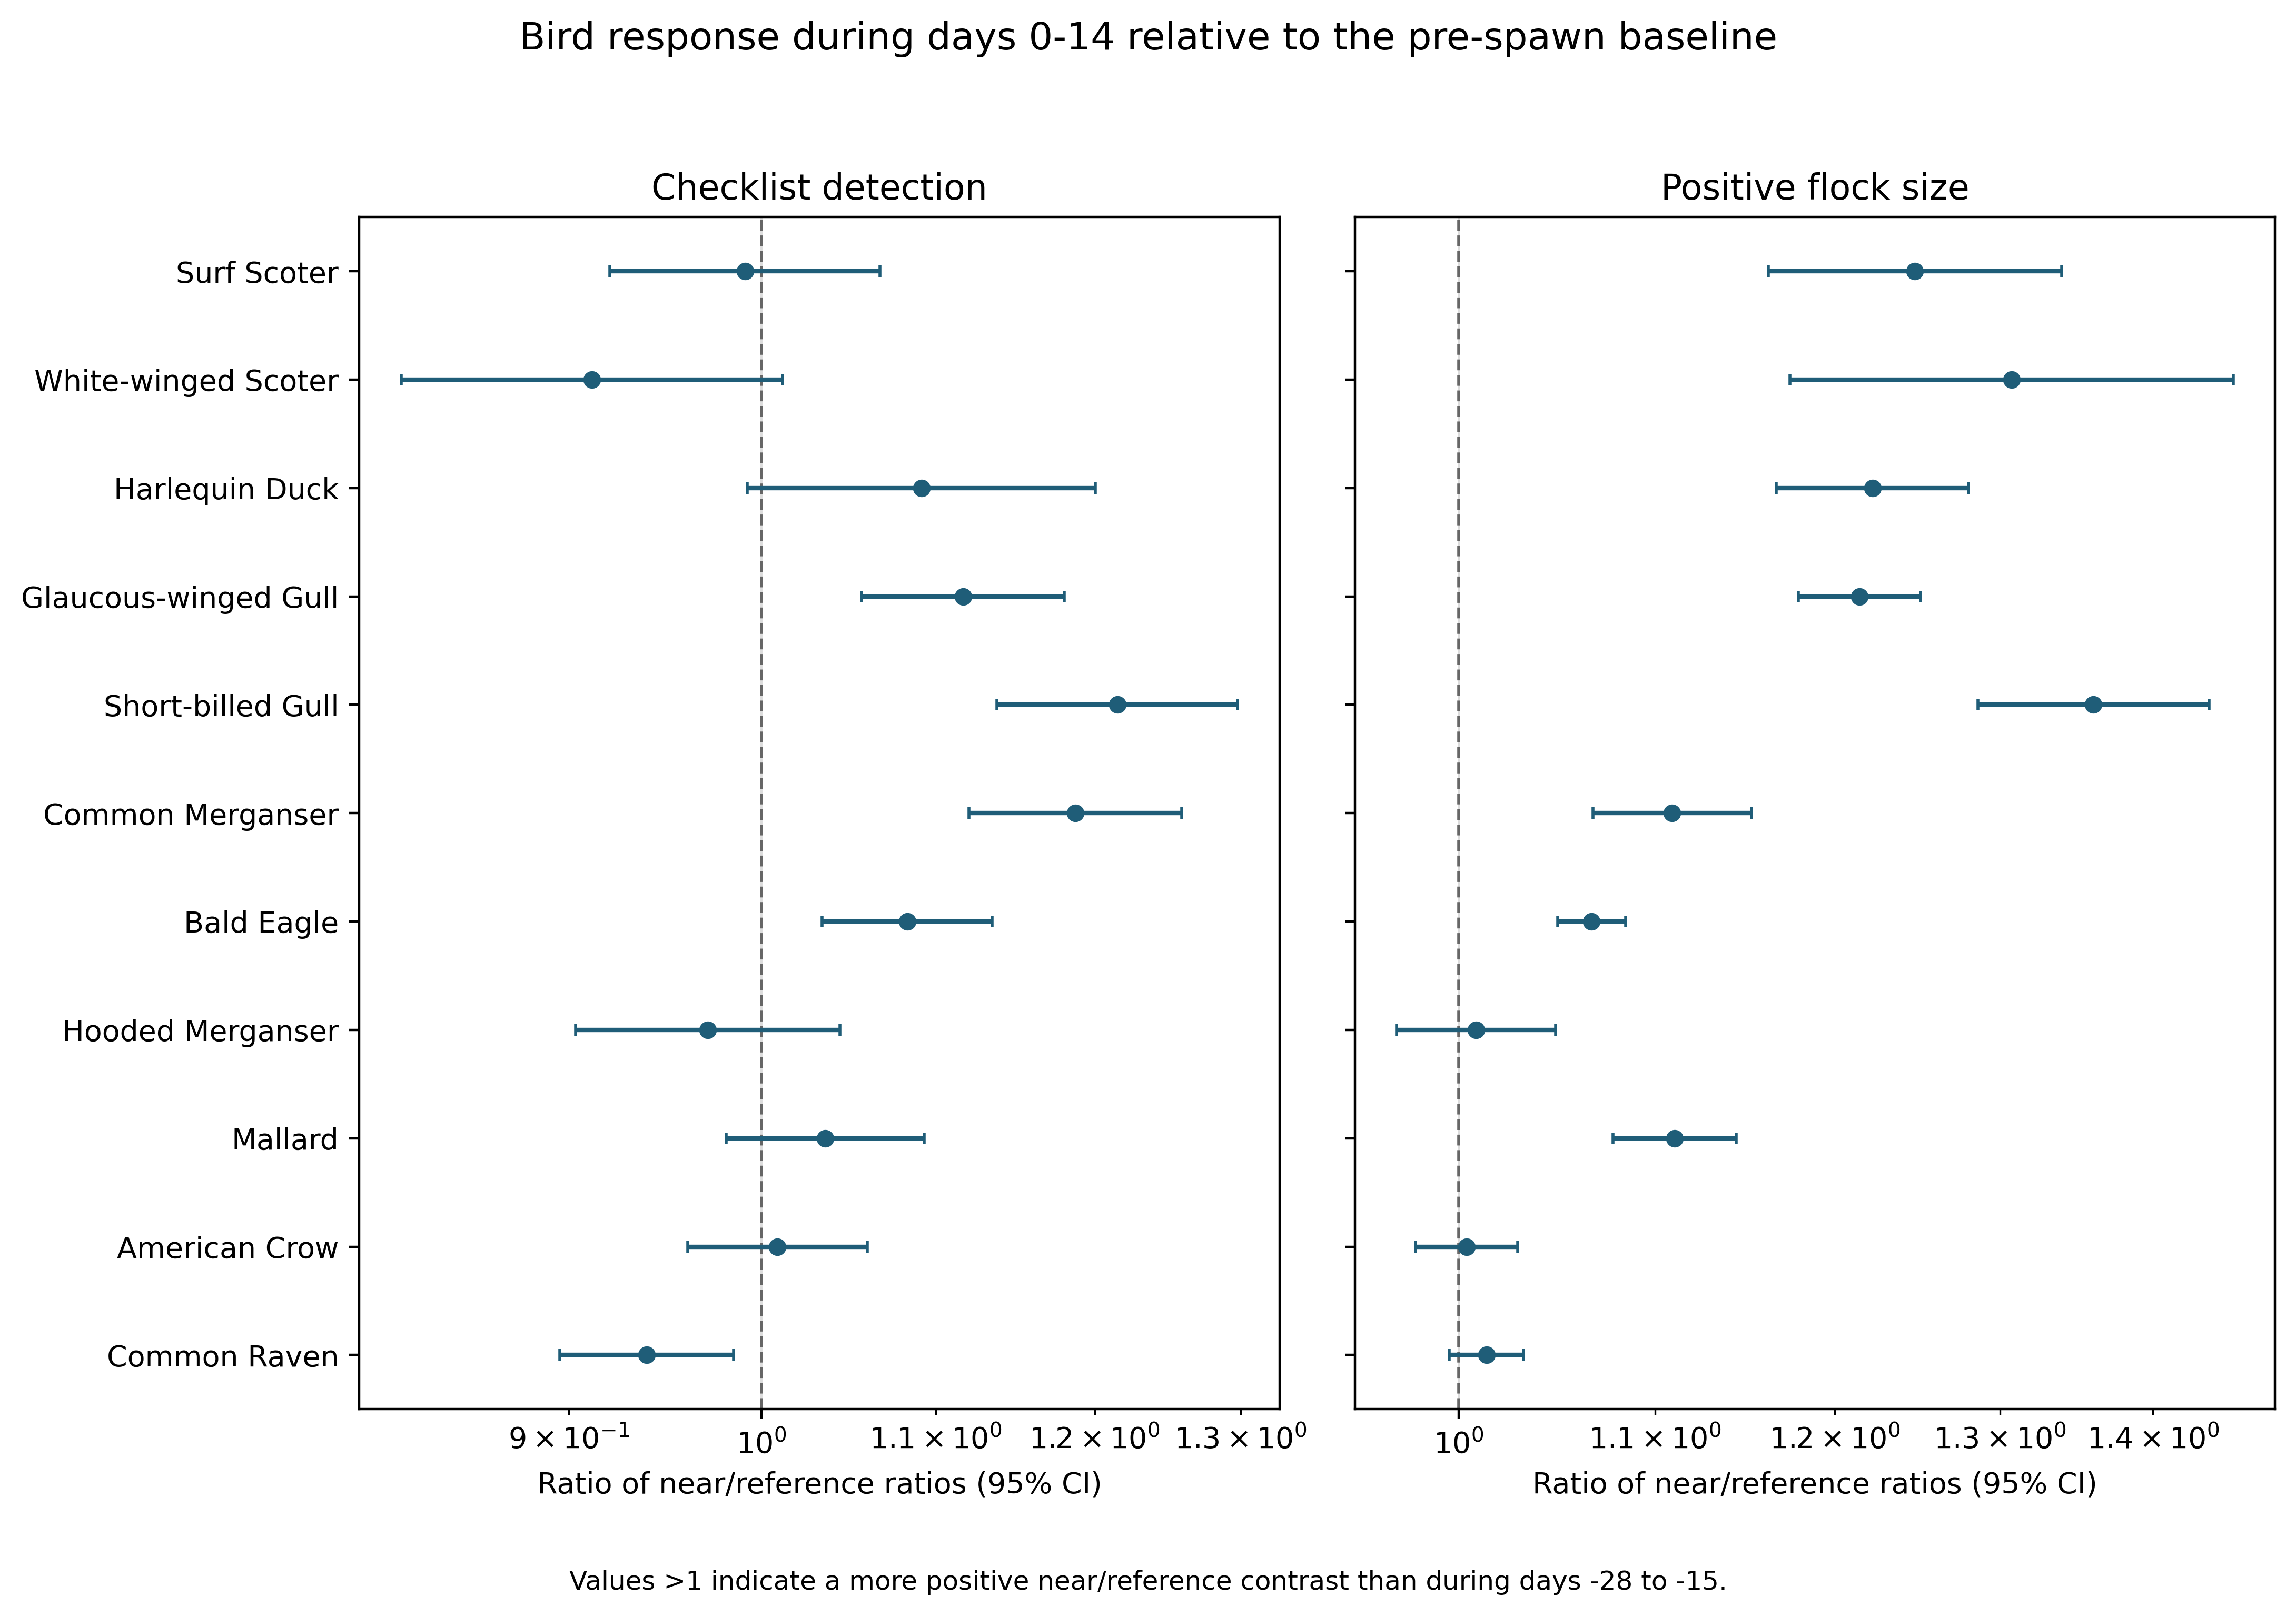 Bird response during days 0-14 relative to the pre-spawn baseline
Checklist detection
Positive flock size
Surf Scoter
White-winged Scoter
Harlequin Duck
Glaucous-winged Gull
Short-billed Gull
Common Merganser
Bald Eagle
Hooded Merganser
Mallard
American Crow
Common Raven
9 × 10⁻¹ 10⁰ 1.1 × 10⁰ 1.2 × 10⁰ 1.3 × 10⁰
10⁰ 1.1 × 10⁰ 1.2 × 10⁰ 1.3 × 10⁰ 1.4 × 10⁰
Ratio of near/reference ratios (95% CI)
Ratio of near/reference ratios (95% CI)
Values >1 indicate a more positive near/reference contrast than during days -28 to -15.